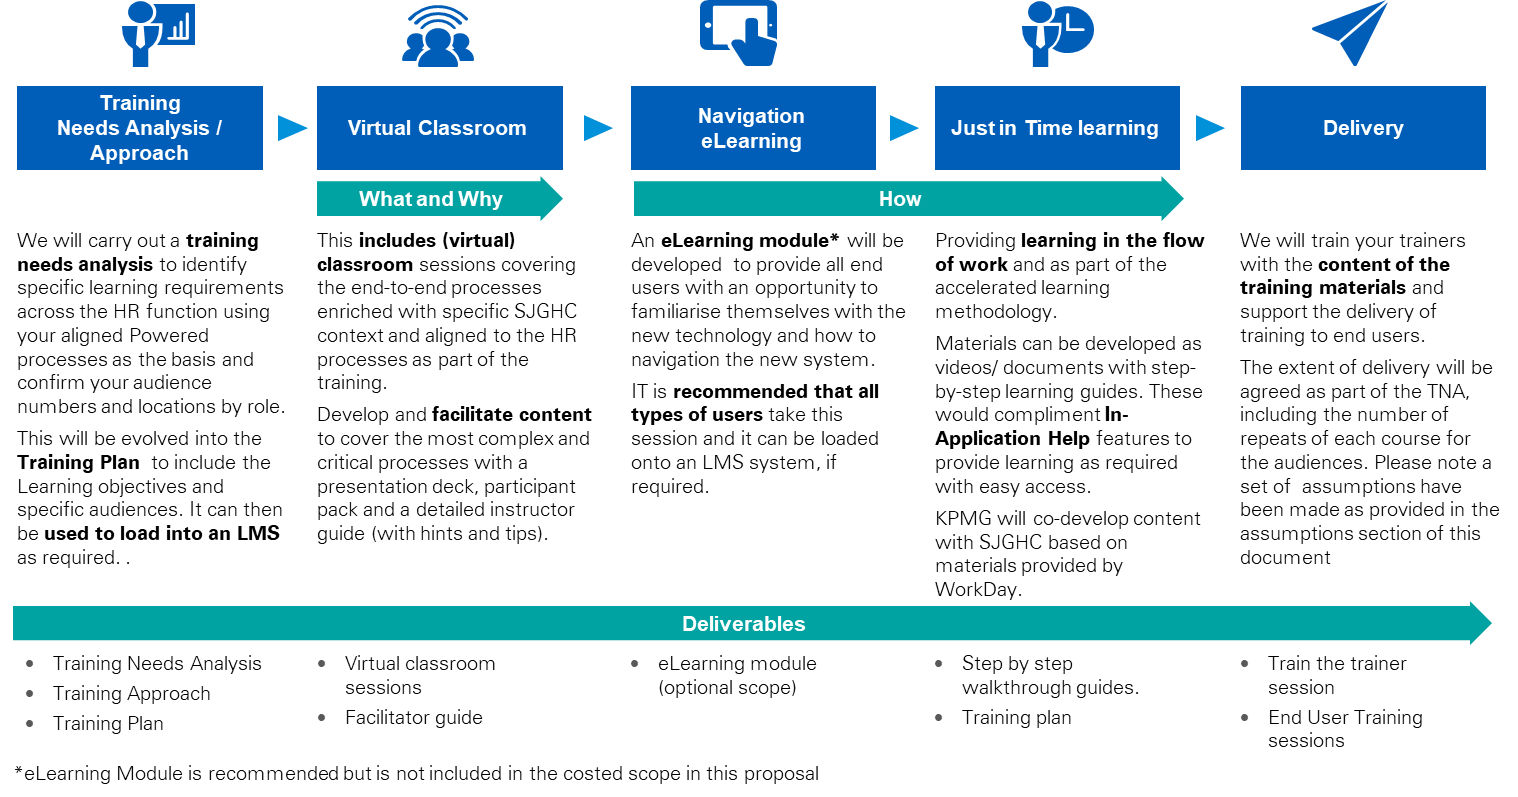 Training
Needs Analysis /
Approach
Virtual Classroom
Navigation
eLearning
Just in Time learning
Delivery
What and Why
How
We will carry out a training
needs analysis to identify
specific learning requirements
across the HR function using
your aligned Powered
processes as the basis and
confirm your audience
numbers and locations by role.
This will be evolved into the
Training Plan to include the
Learning objectives and
specific audiences. It can then
be used to load into an LMS
as required. .
This includes (virtual)
classroom sessions covering
the end-to-end processes
enriched with specific SJGHC
context and aligned to the HR
processes as part of the
training.
Develop and facilitate content
to cover the most complex and
critical processes with a
presentation deck, participant
pack and a detailed instructor
guide (with hints and tips).
An eLearning module* will be
developed to provide all end
users with an opportunity to
familiarise themselves with the
new technology and how to
navigation the new system.
IT is recommended that all
types of users take this
session and it can be loaded
onto an LMS system, if
required.
Providing learning in the flow
of work and as part of the
accelerated learning
methodology.
Materials can be developed as
videos/ documents with step-
by-step learning guides. These
would compliment In-
Application Help features to
provide learning as required
with easy access.
KPMG will co-develop content
with SJGHC based on
materials provided by
WorkDay.
We will train your trainers
with the content of the
training materials and
support the delivery of
training to end users.
The extent of delivery will be
agreed as part of the TNA,
including the number of
repeats of each course for
the audiences. Please note a
set of assumptions have
been made as provided in the
assumptions section of this
document
Deliverables
• Training Needs Analysis
• Training Approach
• Training Plan
• Virtual classroom
sessions
• Facilitator guide
• eLearning module
(optional scope)
• Step by step
walkthrough guides.
• Training plan
• Train the trainer
session
• End User Training
sessions
*eLearning Module is recommended but is not included in the costed scope in this proposal